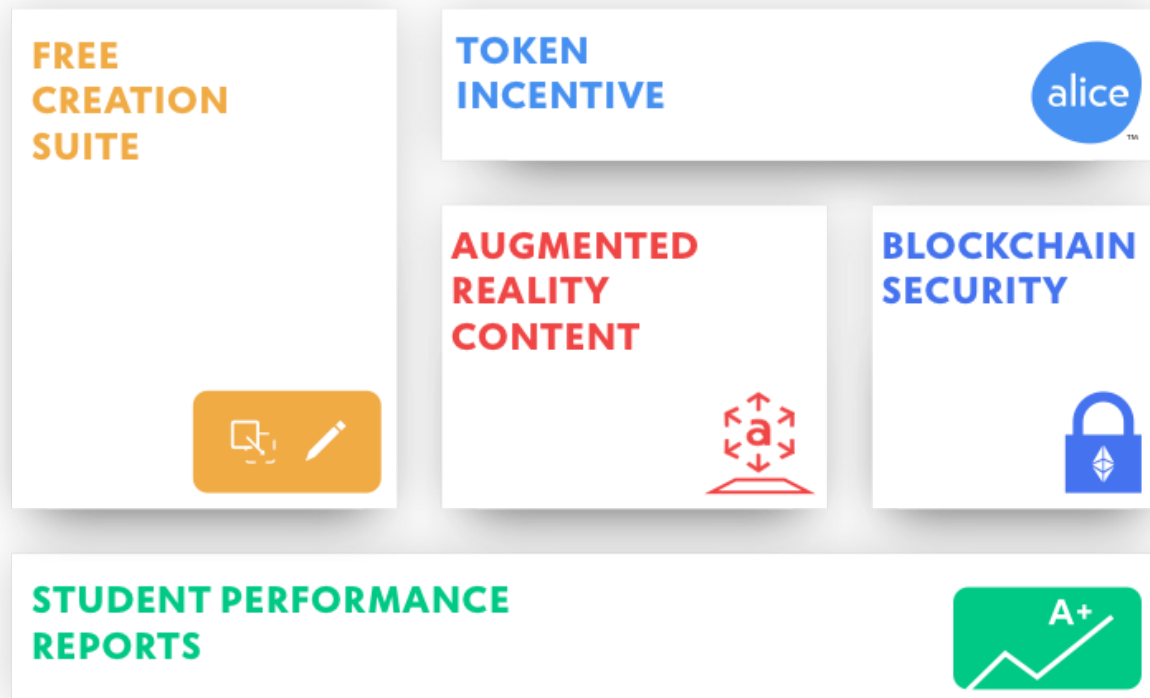 FREE
CREATION
SUITE
TOKEN
INCENTIVE
alice
™
AUGMENTED
REALITY
CONTENT
a
BLOCKCHAIN
SECURITY
STUDENT PERFORMANCE
REPORTS
A+